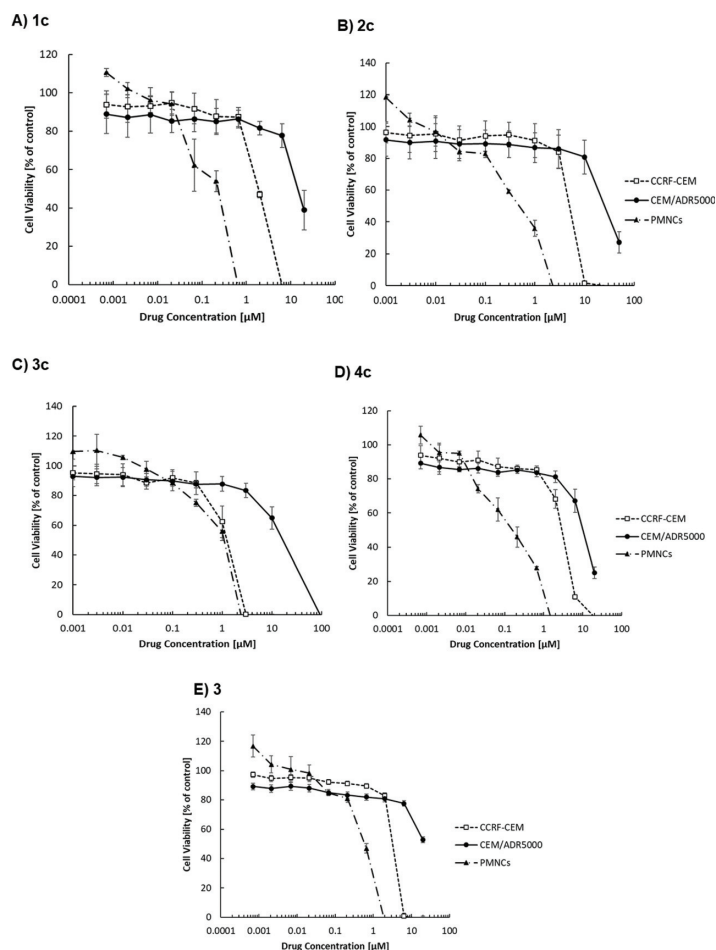 A) 1c
Cell Viability [% of control]
120
100
80
60
40
20
0
0.0001 0.001 0.01 0.1 1 10 100
Drug Concentration [µM]
B) 2c
Cell Viability [% of control]
140
120
100
80
60
40
20
0
0.001 0.01 0.1 1 10 100
Drug Concentration [µM]
CCRF-CEM
CEM/ADR5000
PMNCs
C) 3c
Cell Viability [% of control]
140
120
100
80
60
40
20
0
0.001 0.01 0.1 1 10 100
Drug Concentration [µM]
D) 4c
Cell Viability [% of control]
120
100
80
60
40
20
0
0.0001 0.001 0.01 0.1 1 10 100
Drug Concentration [µM]
CCRF-CEM
CEM/ADR5000
PMNCs
E) 3
Cell Viability [% of control]
140
120
100
80
60
40
20
0
0.0001 0.001 0.01 0.1 1 10 100
Drug Concentration [µM]
CCRF-CEM
CEM/ADR5000
PMNCs